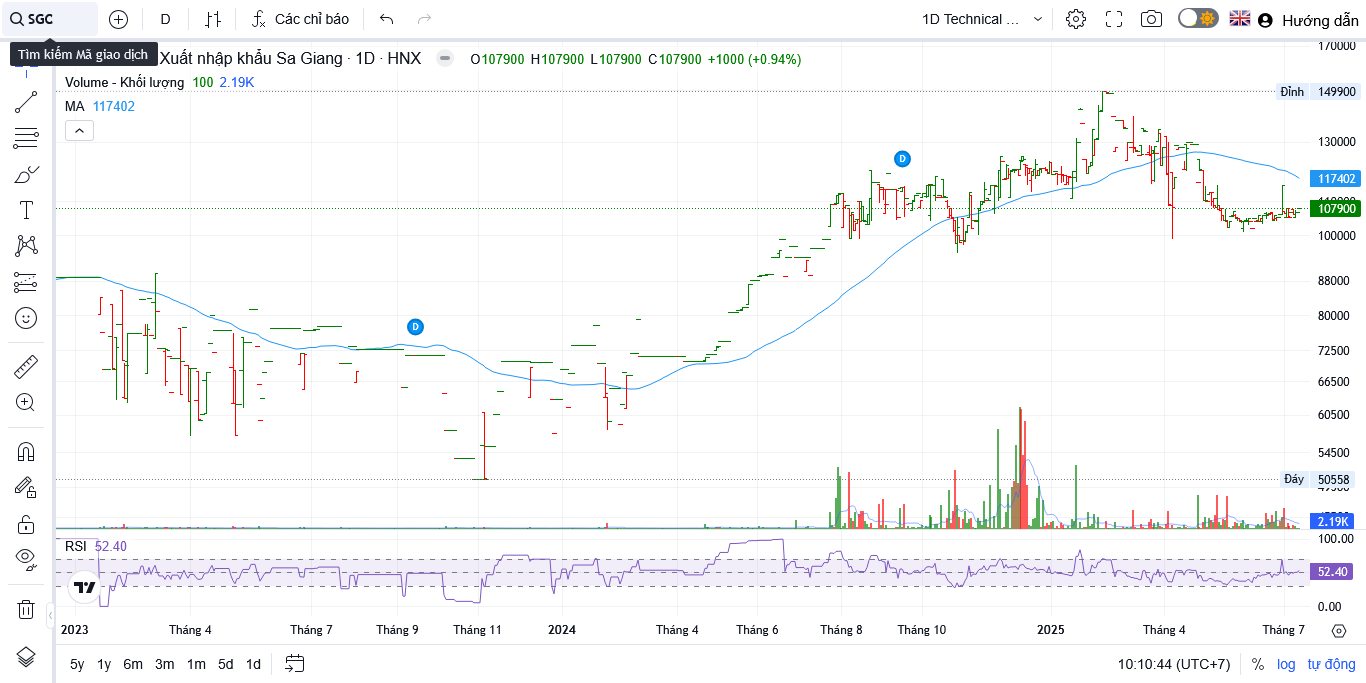 SGC D Các chỉ báo 1D Technical ... Hướng dẫn
Tìm kiếm Mã giao dịch
Xuất nhập khẩu Sa Giang · 1D · HNX O107900 H107900 L107900 C107900 +1000 (+0.94%)
Volume - Khối lượng 100 2.19K
MA 117402
170000
Đỉnh 149900
D
130000
117402
107900
100000
88000
D
80000
72500
66500
60500
54500
Đáy 50558
2.19K
RSI 52.40
100.00
52.40
0.00
2023 Tháng 4 Tháng 7 Tháng 9 Tháng 11 2024 Tháng 4 Tháng 6 Tháng 8 Tháng 10 2025 Tháng 4 Tháng 7
5y 1y 6m 3m 1m 5d 1d 10:10:44 (UTC+7) % log tự động